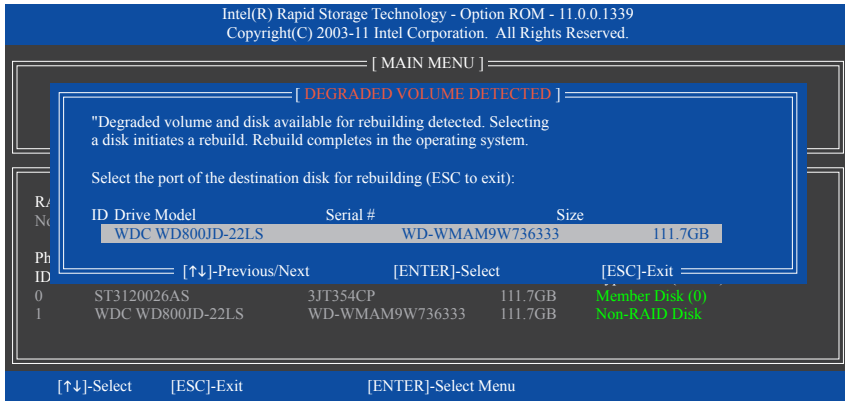 Intel(R) Rapid Storage Technology - Option ROM - 11.0.0.1339
Copyright(C) 2003-11 Intel Corporation. All Rights Reserved.
[ MAIN MENU ]
[ DEGRADED VOLUME DETECTED ]
"Degraded volume and disk available for rebuilding detected. Selecting
a disk initiates a rebuild. Rebuild completes in the operating system.
Select the port of the destination disk for rebuilding (ESC to exit):
ID Drive Model Serial # Size
WDC WD800JD-22LS WD-WMAM9W736333 111.7GB
[↑↓]-Previous/Next [ENTER]-Select [ESC]-Exit
ID
0 ST3120026AS 3JT354CP 111.7GB Member Disk (0)
1 WDC WD800JD-22LS WD-WMAM9W736333 111.7GB Non-RAID Disk
[↑↓]-Select [ESC]-Exit [ENTER]-Select Menu